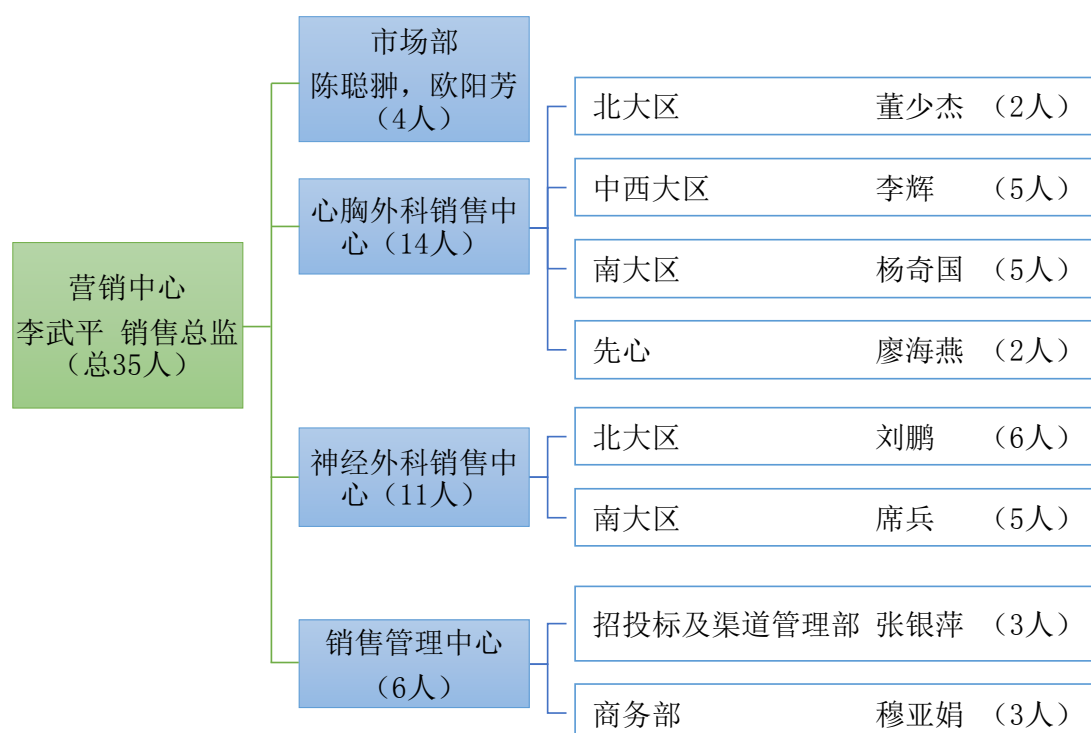 营销中心
李武平 销售总监
（总35人）
市场部
陈聪翀，欧阳芳
（4人）
心胸外科销售中
心（14人）
北大区 董少杰 （2人）
中西大区 李辉 （5人）
南大区 杨奇国 （5人）
先心 廖海燕 （2人）
神经外科销售中
心（11人）
北大区 刘鹏 （6人）
南大区 席兵 （5人）
销售管理中心
（6人）
招投标及渠道管理部 张银萍 （3人）
商务部 穆亚娟 （3人）